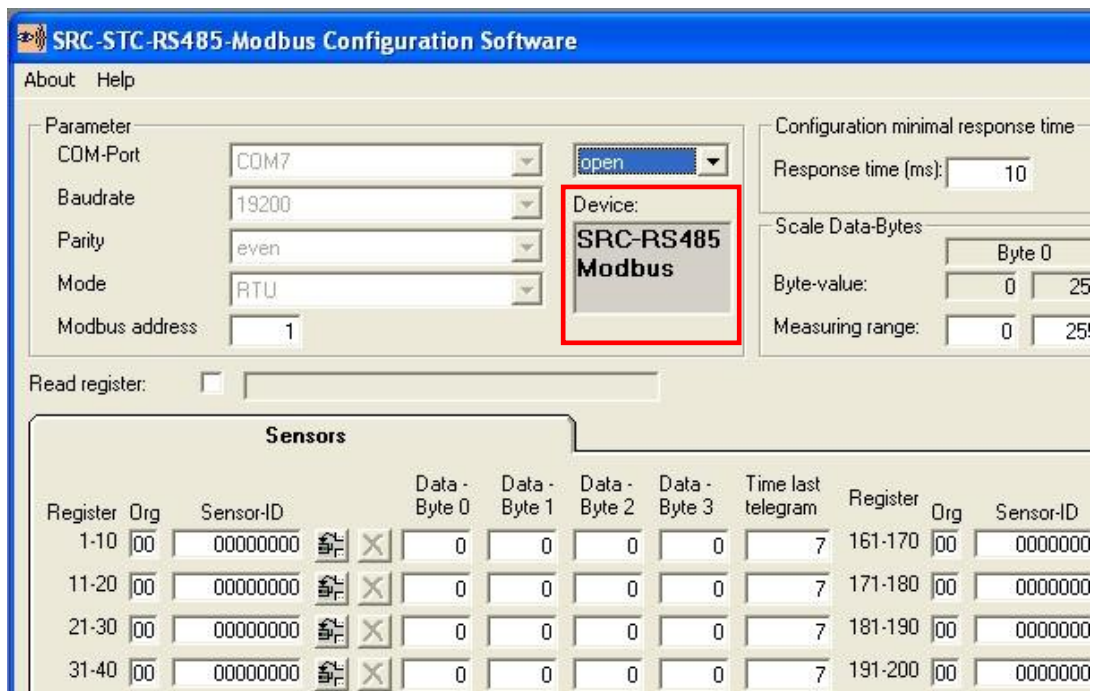 SRC-STC-RS485-Modbus Configuration Software
About Help
Parameter
COM-Port COM7 open
Baudrate 19200
Parity even
Mode RTU
Modbus address 1
Device:
SRC-RS485
Modbus
Configuration minimal response time
Response time (ms): 10
Scale Data-Bytes
Byte 0
Byte-value: 0 25
Measuring range: 0 255
Read register:
Sensors
Register Org Sensor-ID Data - Byte 0 Data - Byte 1 Data - Byte 2 Data - Byte 3 Time last telegram Register Org Sensor-ID
1-10 00 00000000 0 0 0 0 7 161-170 00 0000000
11-20 00 00000000 0 0 0 0 7 171-180 00 0000000
21-30 00 00000000 0 0 0 0 7 181-190 00 0000000
31-40 00 00000000 0 0 0 0 7 191-200 00 0000000